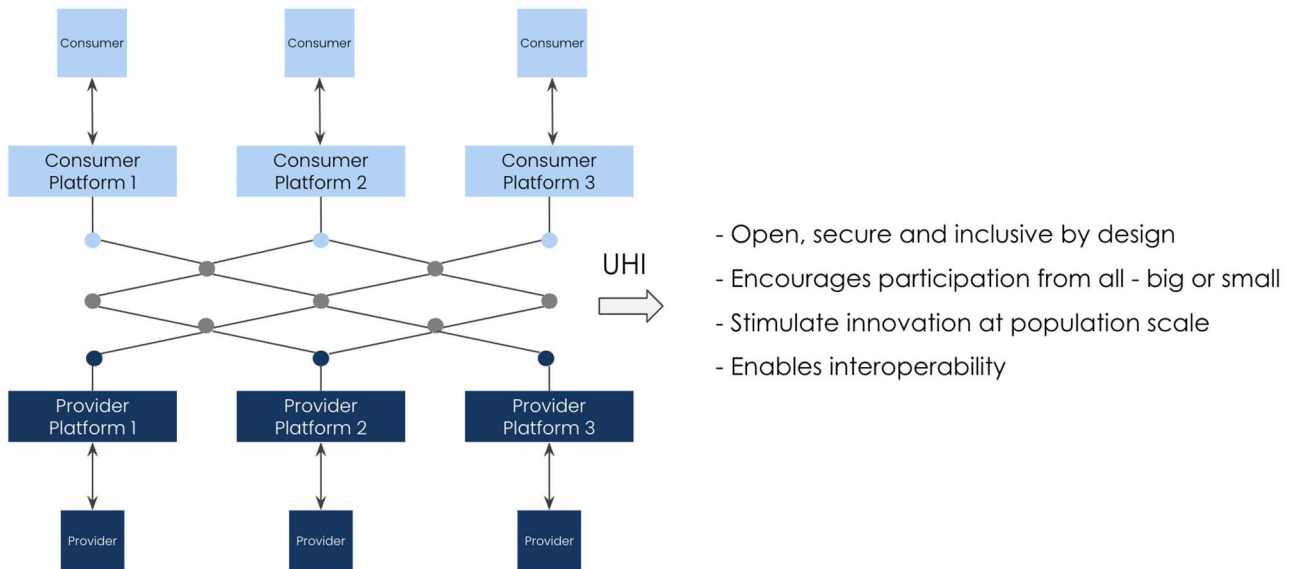 Consumer
Consumer
Consumer
Consumer
Platform 1
Consumer
Platform 2
Consumer
Platform 3
UHI
- Open, secure and inclusive by design
- Encourages participation from all - big or small
- Stimulate innovation at population scale
- Enables interoperability
Provider
Platform 1
Provider
Platform 2
Provider
Platform 3
Provider
Provider
Provider